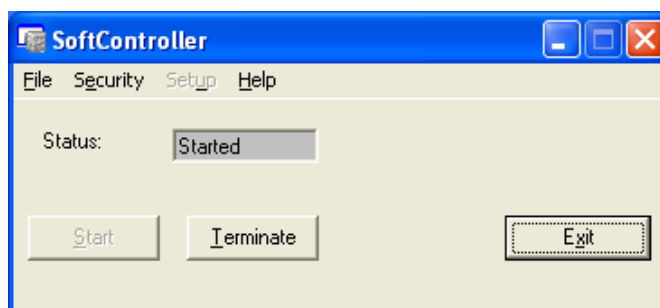 SoftController
File Security Setup Help
Status: Started
Start Terminate Exit